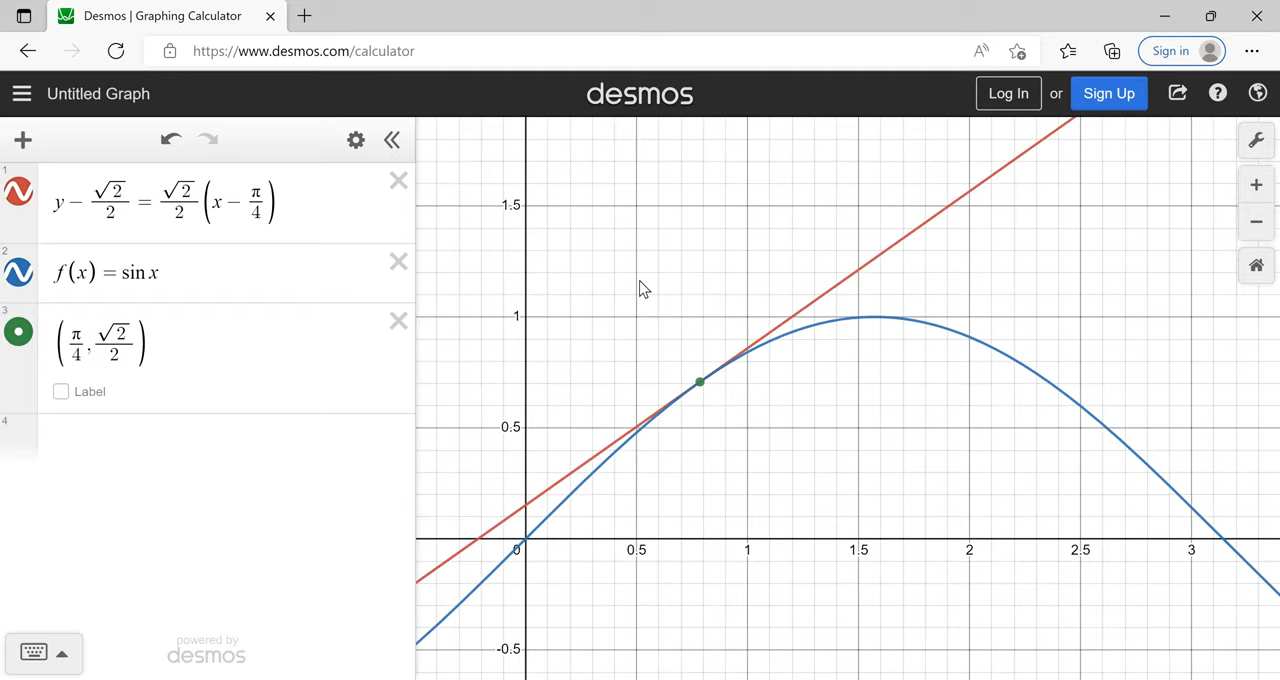 Desmos | Graphing Calculator
https://www.desmos.com/calculator
Sign in
Untitled Graph
desmos
Log In or Sign Up
1
y − √2/2 = √2/2 (x − π/4)
2
f(x) = sin x
3
(π/4, √2/2)
Label
4
powered by
desmos
1.5
1
0.5
0 0.5 1 1.5 2 2.5 3
-0.5